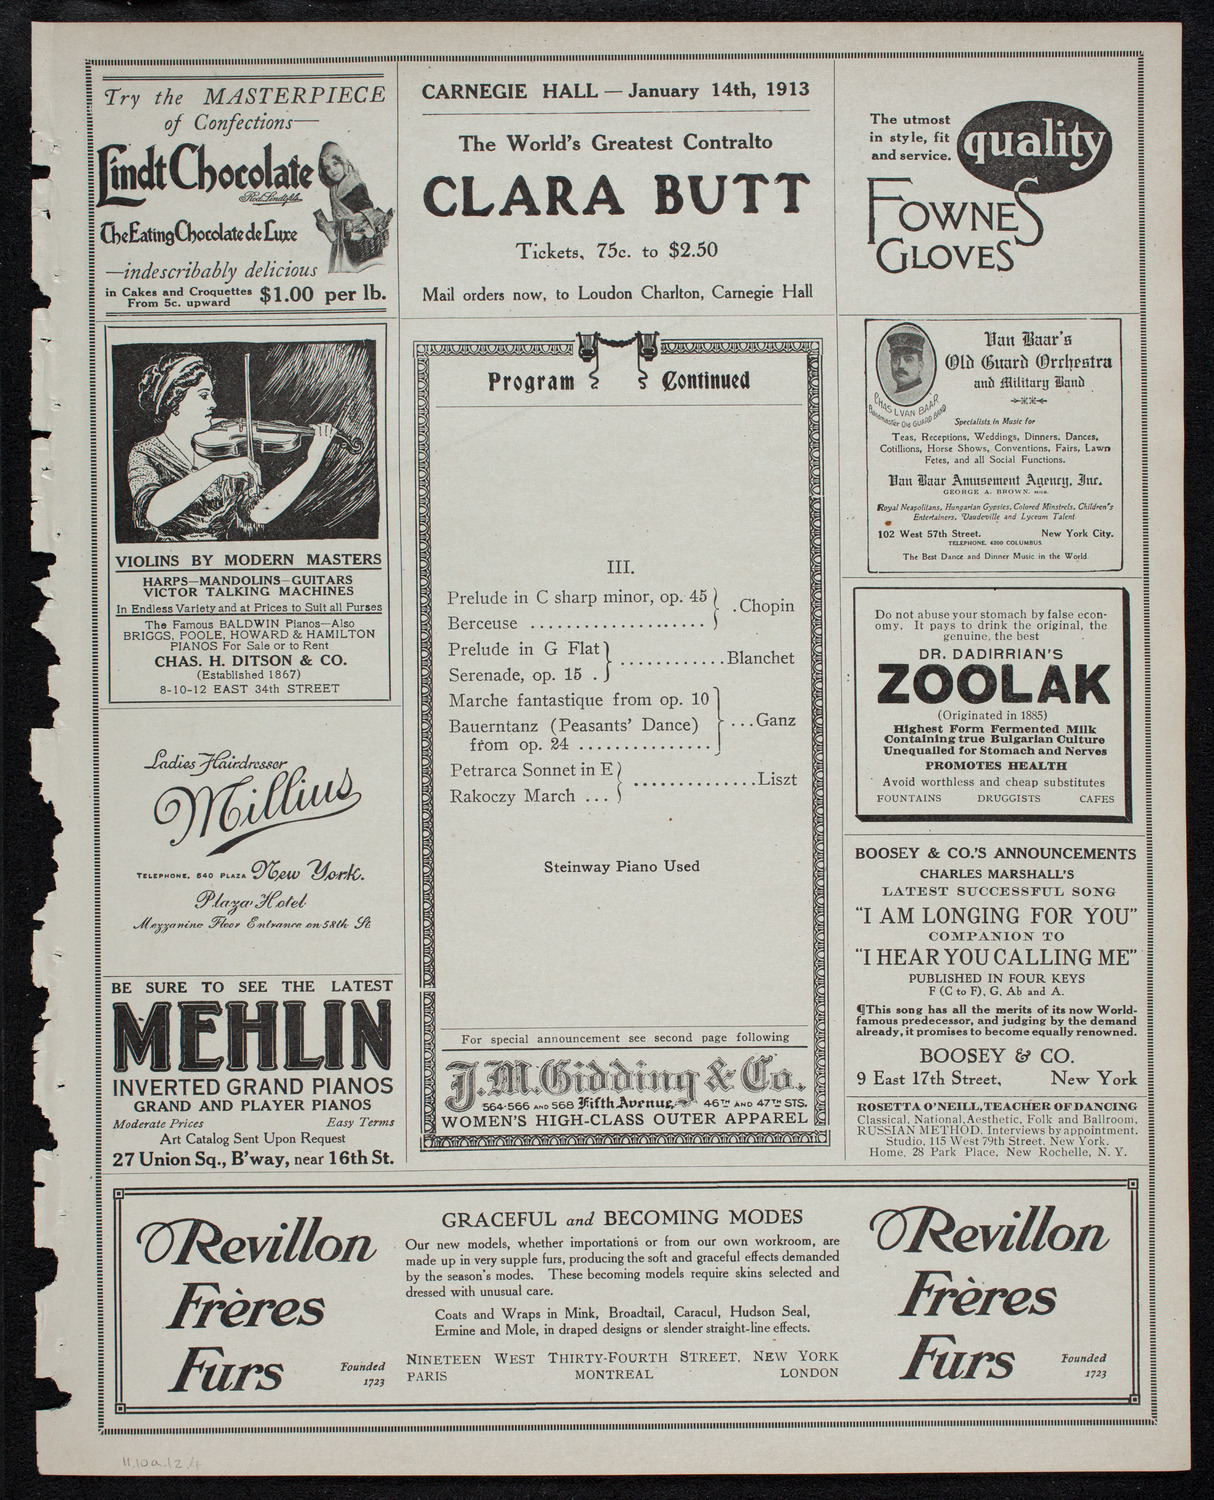 Try the MASTERPIECE
of Confections—
Lindt Chocolate
Rod. Lindt fils
The Eating Chocolate de Luxe
—indescribably delicious
in Cakes and Croquettes
From 5c. upward
$1.00 per lb.
VIOLINS BY MODERN MASTERS
HARPS—MANDOLINS—GUITARS
VICTOR TALKING MACHINES
In Endless Variety and at Prices to Suit all Purses
The Famous BALDWIN Pianos—Also
BRIGGS, POOLE, HOWARD & HAMILTON
PIANOS For Sale or to Rent
CHAS. H. DITSON & CO.
(Established 1867)
8-10-12 EAST 34th STREET
Ladies Hairdresser
Millius
TELEPHONE, 640 PLAZA New York.
Plaza Hotel
Mezzanine Floor Entrance on 58th St.
BE SURE TO SEE THE LATEST
MEHLIN
INVERTED GRAND PIANOS
GRAND AND PLAYER PIANOS
Moderate Prices Easy Terms
Art Catalog Sent Upon Request
27 Union Sq., B'way, near 16th St.
CARNEGIE HALL — January 14th, 1913
The World's Greatest Contralto
CLARA BUTT
Tickets, 75c. to $2.50
Mail orders now, to Loudon Charlton, Carnegie Hall
Program Continued
III.
Prelude in C sharp minor, op. 45
Berceuse .................... .Chopin
Prelude in G Flat
Serenade, op. 15 . ............Blanchet
Marche fantastique from op. 10
Bauerntanz (Peasants' Dance)
from op. 24 ............... ...Ganz
Petrarca Sonnet in E
Rakoczy March ... ..............Liszt
Steinway Piano Used
For special announcement see second page following
J.M.Gidding & Co.
564-566 AND 568 Fifth Avenue, 46TH AND 47TH STS.
WOMEN'S HIGH-CLASS OUTER APPAREL
The utmost
in style, fit
and service.
quality
FOWNES
GLOVES
CHAS L. VAN BAAR
Bandmaster Old GUARD BAND
Van Baar's
Old Guard Orchestra
and Military Band
Specialists in Music for
Teas, Receptions, Weddings, Dinners, Dances,
Cotillions, Horse Shows, Conventions, Fairs, Lawn
Fetes, and all Social Functions.
Van Baar Amusement Agency, Inc.
GEORGE A. BROWN, MGR.
Royal Neapolitans, Hungarian Gypsies, Colored Minstrels, Children's
Entertainers, Vaudeville and Lyceum Talent
102 West 57th Street. New York City.
TELEPHONE, 4200 COLUMBUS
The Best Dance and Dinner Music in the World
Do not abuse your stomach by false econ-
omy. It pays to drink the original, the
genuine, the best
DR. DADIRRIAN'S
ZOOLAK
(Originated in 1885)
Highest Form Fermented Milk
Containing true Bulgarian Culture
Unequalled for Stomach and Nerves
PROMOTES HEALTH
Avoid worthless and cheap substitutes
FOUNTAINS DRUGGISTS CAFES
BOOSEY & CO.'S ANNOUNCEMENTS
CHARLES MARSHALL'S
LATEST SUCCESSFUL SONG
"I AM LONGING FOR YOU"
COMPANION TO
"I HEAR YOU CALLING ME"
PUBLISHED IN FOUR KEYS
F (C to F), G, Ab and A.
¶This song has all the merits of its now World-
famous predecessor, and judging by the demand
already, it promises to become equally renowned.
BOOSEY & CO.
9 East 17th Street, New York
ROSETTA O'NEILL, TEACHER OF DANCING
Classical, National, Aesthetic, Folk and Ballroom,
RUSSIAN METHOD. Interviews by appointment.
Studio, 115 West 79th Street, New York.
Home, 28 Park Place, New Rochelle, N. Y.
Revillon
Frères
Furs
Founded
1723
GRACEFUL and BECOMING MODES
Our new models, whether importations or from our own workroom, are
made up in very supple furs, producing the soft and graceful effects demanded
by the season's modes. These becoming models require skins selected and
dressed with unusual care.
Coats and Wraps in Mink, Broadtail, Caracul, Hudson Seal,
Ermine and Mole, in draped designs or slender straight-line effects.
NINETEEN WEST THIRTY-FOURTH STREET, NEW YORK
PARIS MONTREAL LONDON
Revillon
Frères
Furs
Founded
1723